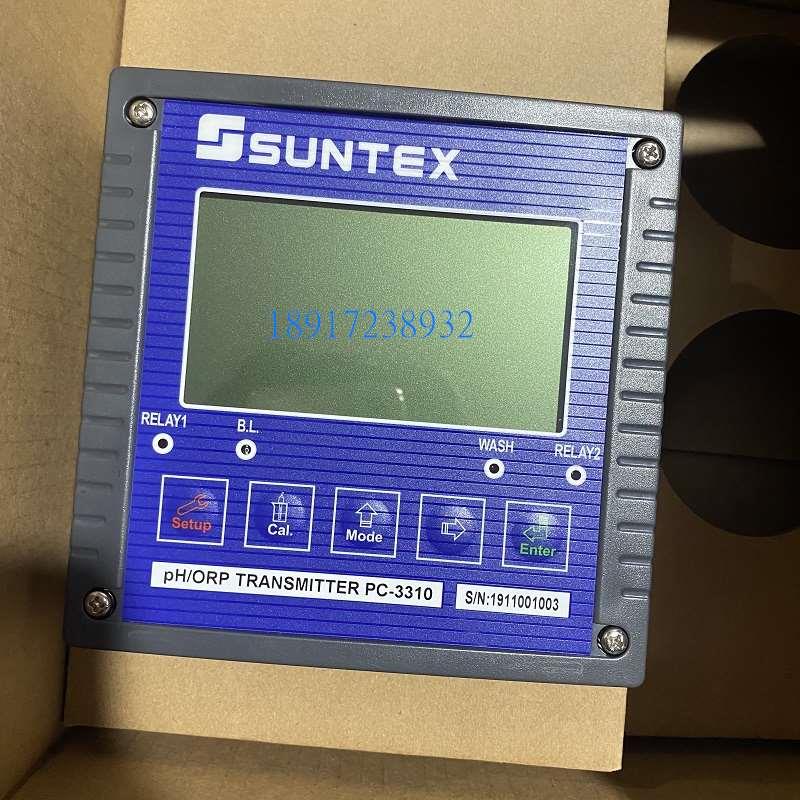 SUNTEX
18917238932
RELAY1
B.L.
WASH
RELAY2
Setup
Cal.
Mode
Enter
pH/ORP TRANSMITTER PC-3310
S/N:1911001003